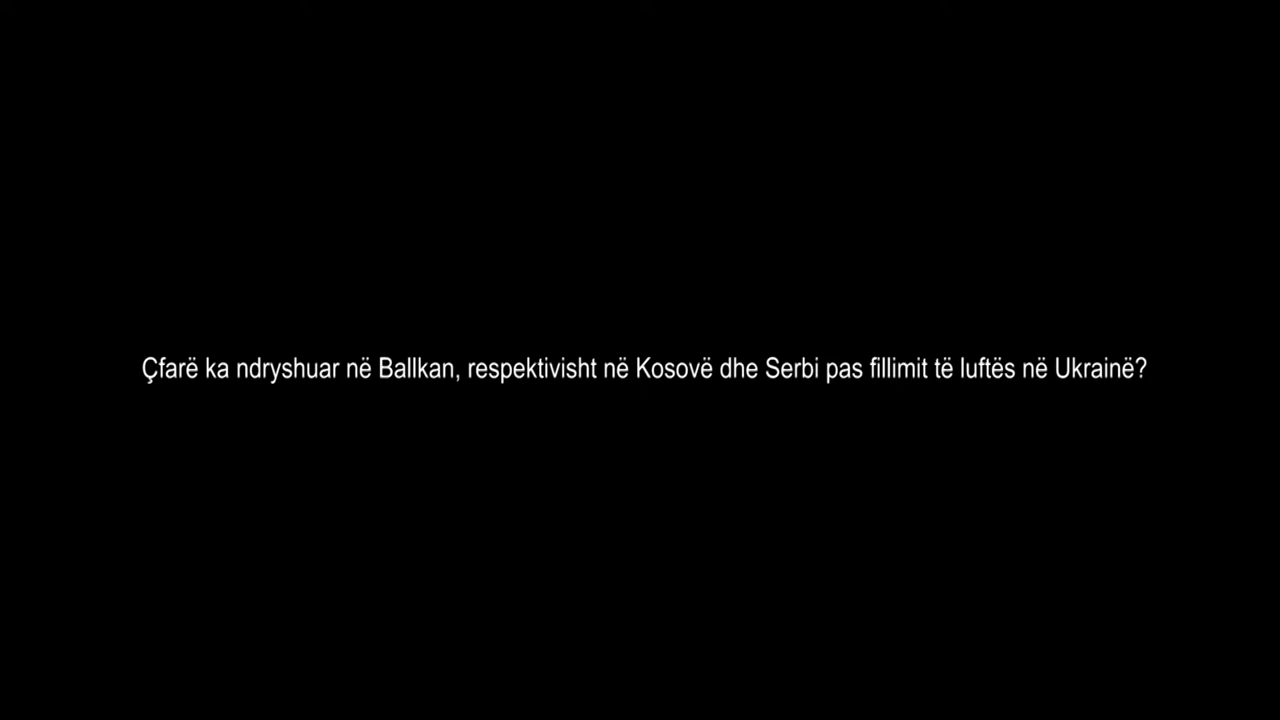 Çfarë ka ndryshuar në Ballkan, respektivisht në Kosovë dhe Serbi pas fillimit të luftës në Ukrainë?